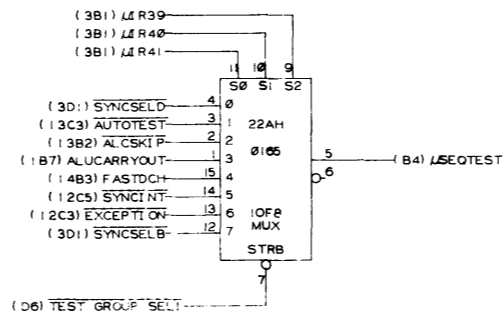 (3B1) µIR39
(3B1) µIR40
(3B1) µIR41
11 10 9
S0 S1 S2
(3D1) SYNCSELD 4 0
(13C3) AUTOTEST 3 1 22AH
(13B2) ALCSKIP 2 2
(1B7) ALUCARRYOUT 1 3 0165 5 (B4) µSEQTEST
(14B3) FASTDCH 15 4 6
(12C5) SYNCINT 14 5
(12C3) EXCEPTION 13 6 1OF8
(3D1) SYNCSELB 12 7 MUX
STRB
7
(D6) TEST GROUP SEL1